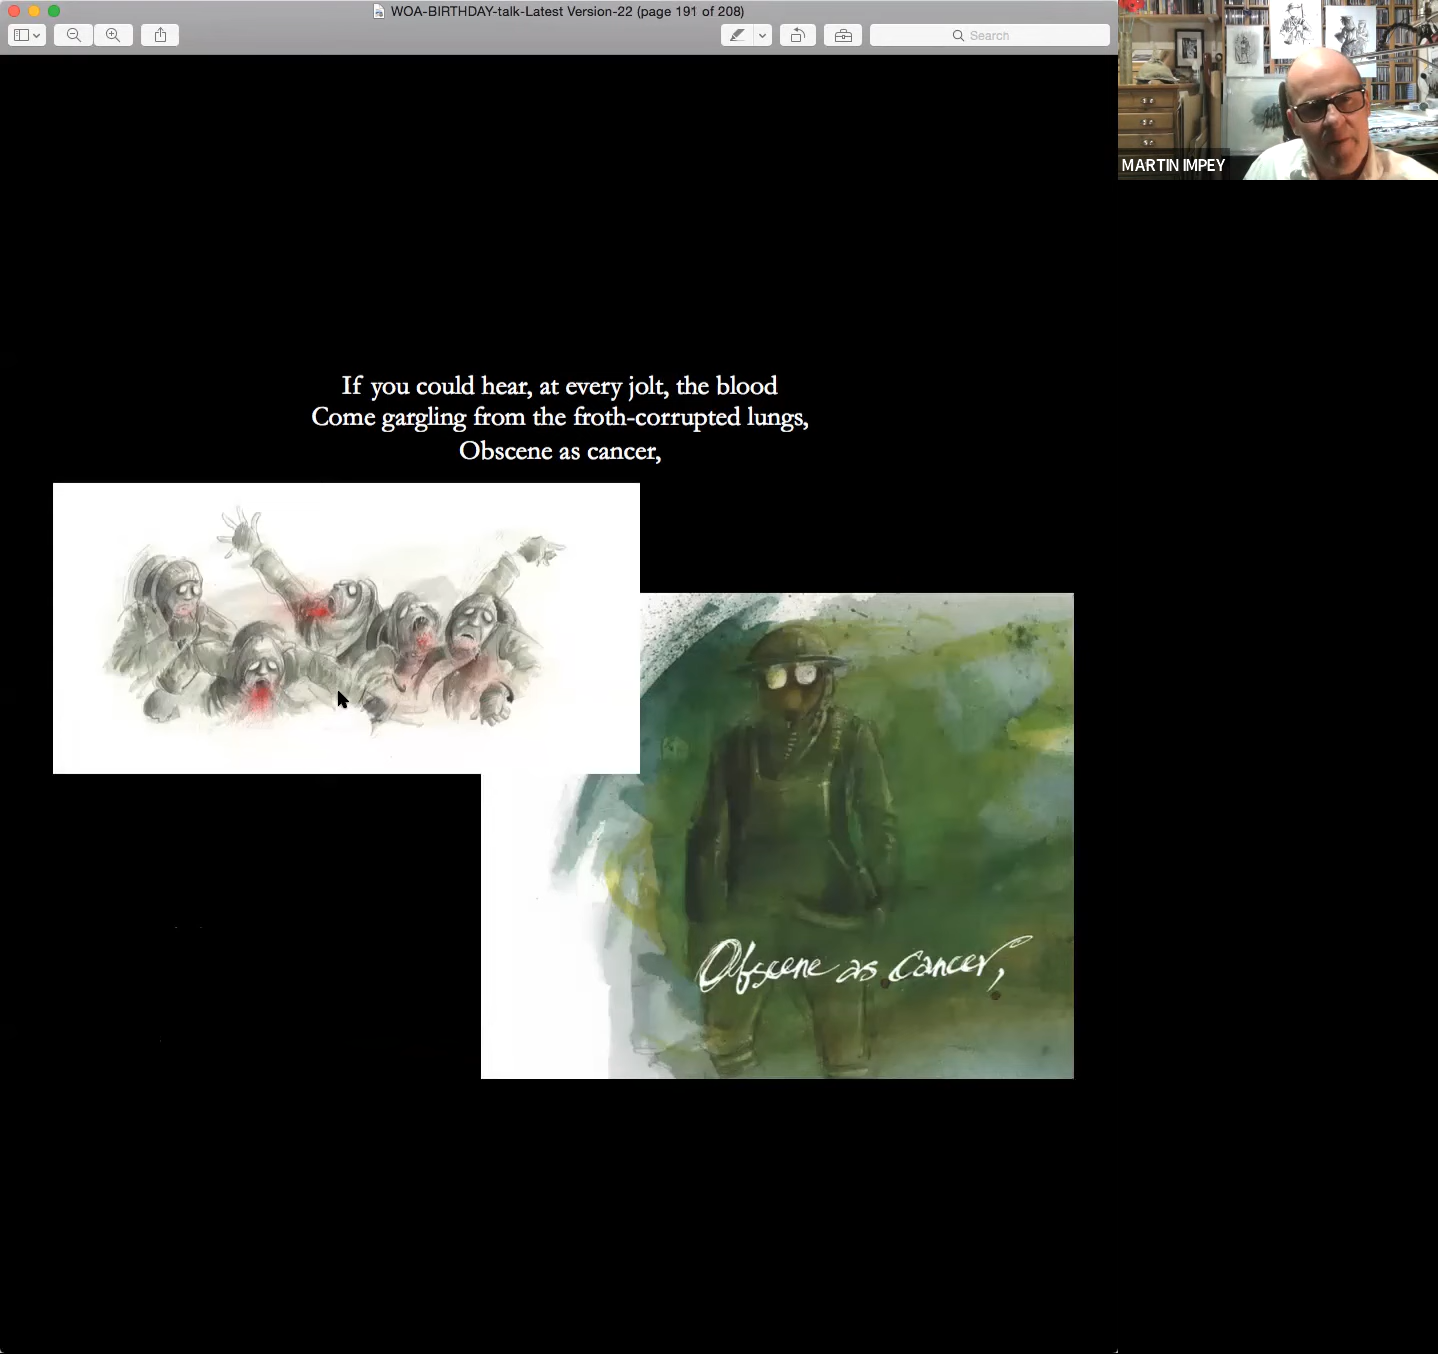 WOA-BIRTHDAY-talk-Latest Version-22 (page 191 of 208)
Search
MARTIN IMPEY
If you could hear, at every jolt, the blood
Come gargling from the froth-corrupted lungs,
Obscene as cancer,
Obscene as cancer,